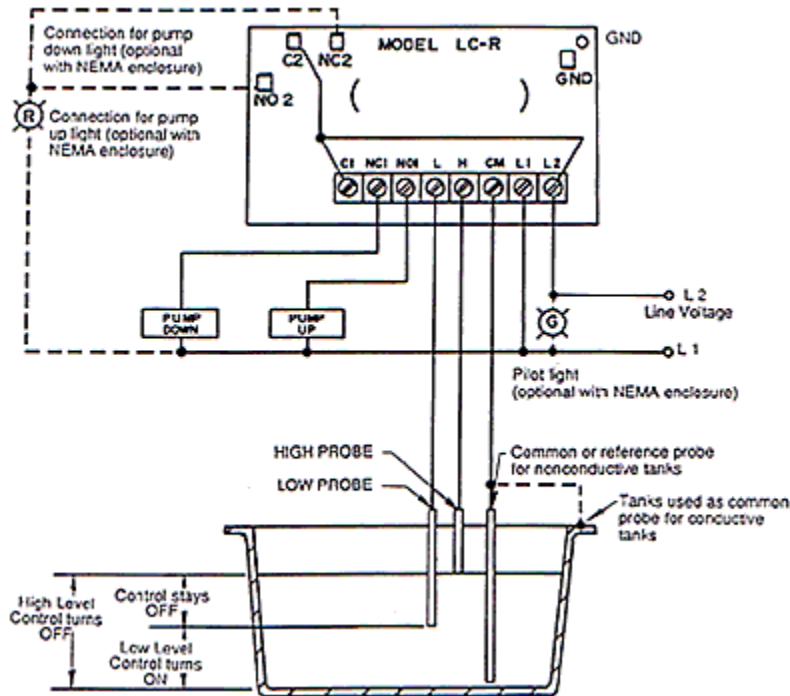 Connection for pump
down light (optional
with NEMA enclosure)
C2
NC2
MODEL LC-R
GND
GND
NO 2
R
Connection for pump
up light (optional with
NEMA enclosure)
( )
C1 NC1 NO1 L H CM L1 L2
PUMP
DOWN
PUMP
UP
L 2
Line Voltage
G
L 1
Pilot light
(optional with NEMA enclosure)
HIGH PROBE
LOW PROBE
Common or reference probe
for nonconductive tanks
Tanks used as common
probe for conductive
tanks
High Level
Control turns
OFF
Control stays
OFF
Low Level
Control turns
ON